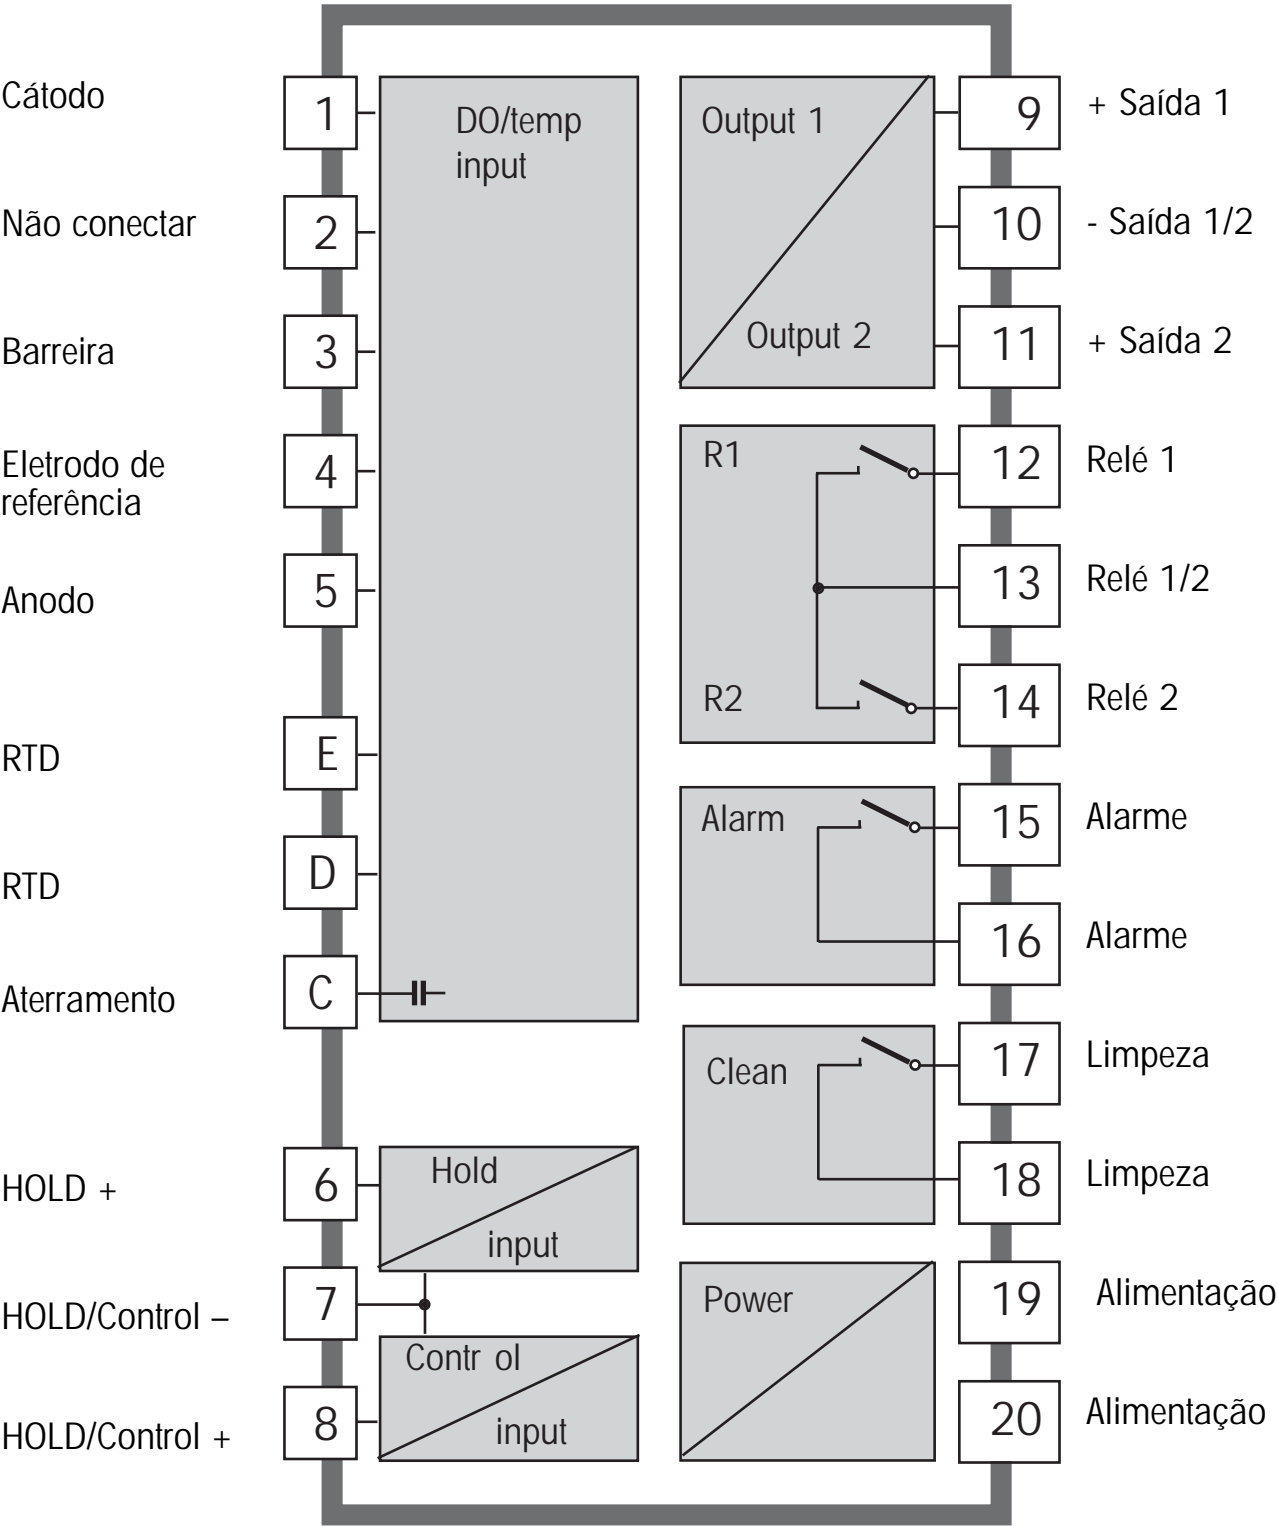 Cátodo
1
DO/temp
input
Não conectar
2
Barreira
3
Eletrodo de
referência
4
Anodo
5
RTD
E
RTD
D
Aterramento
C
HOLD +
6
Hold
input
HOLD/Control –
7
HOLD/Control +
8
Contr ol
input
Output 1
Output 2
9
+ Saída 1
10
- Saída 1/2
11
+ Saída 2
R1
R2
12
Relé 1
13
Relé 1/2
14
Relé 2
Alarm
15
Alarme
16
Alarme
Clean
17
Limpeza
18
Limpeza
Power
19
Alimentação
20
Alimentação